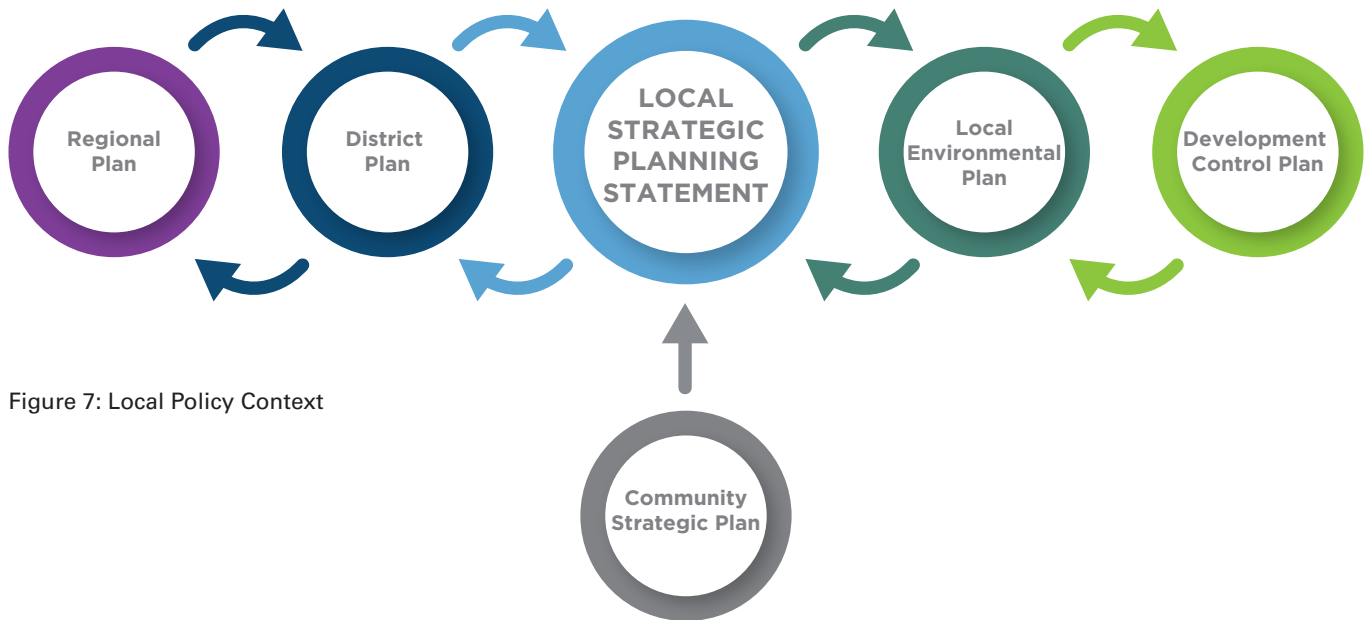 Regional
Plan
District
Plan
LOCAL
STRATEGIC
PLANNING
STATEMENT
Local
Environmental
Plan
Development
Control Plan
Figure 7: Local Policy Context
Community
Strategic Plan